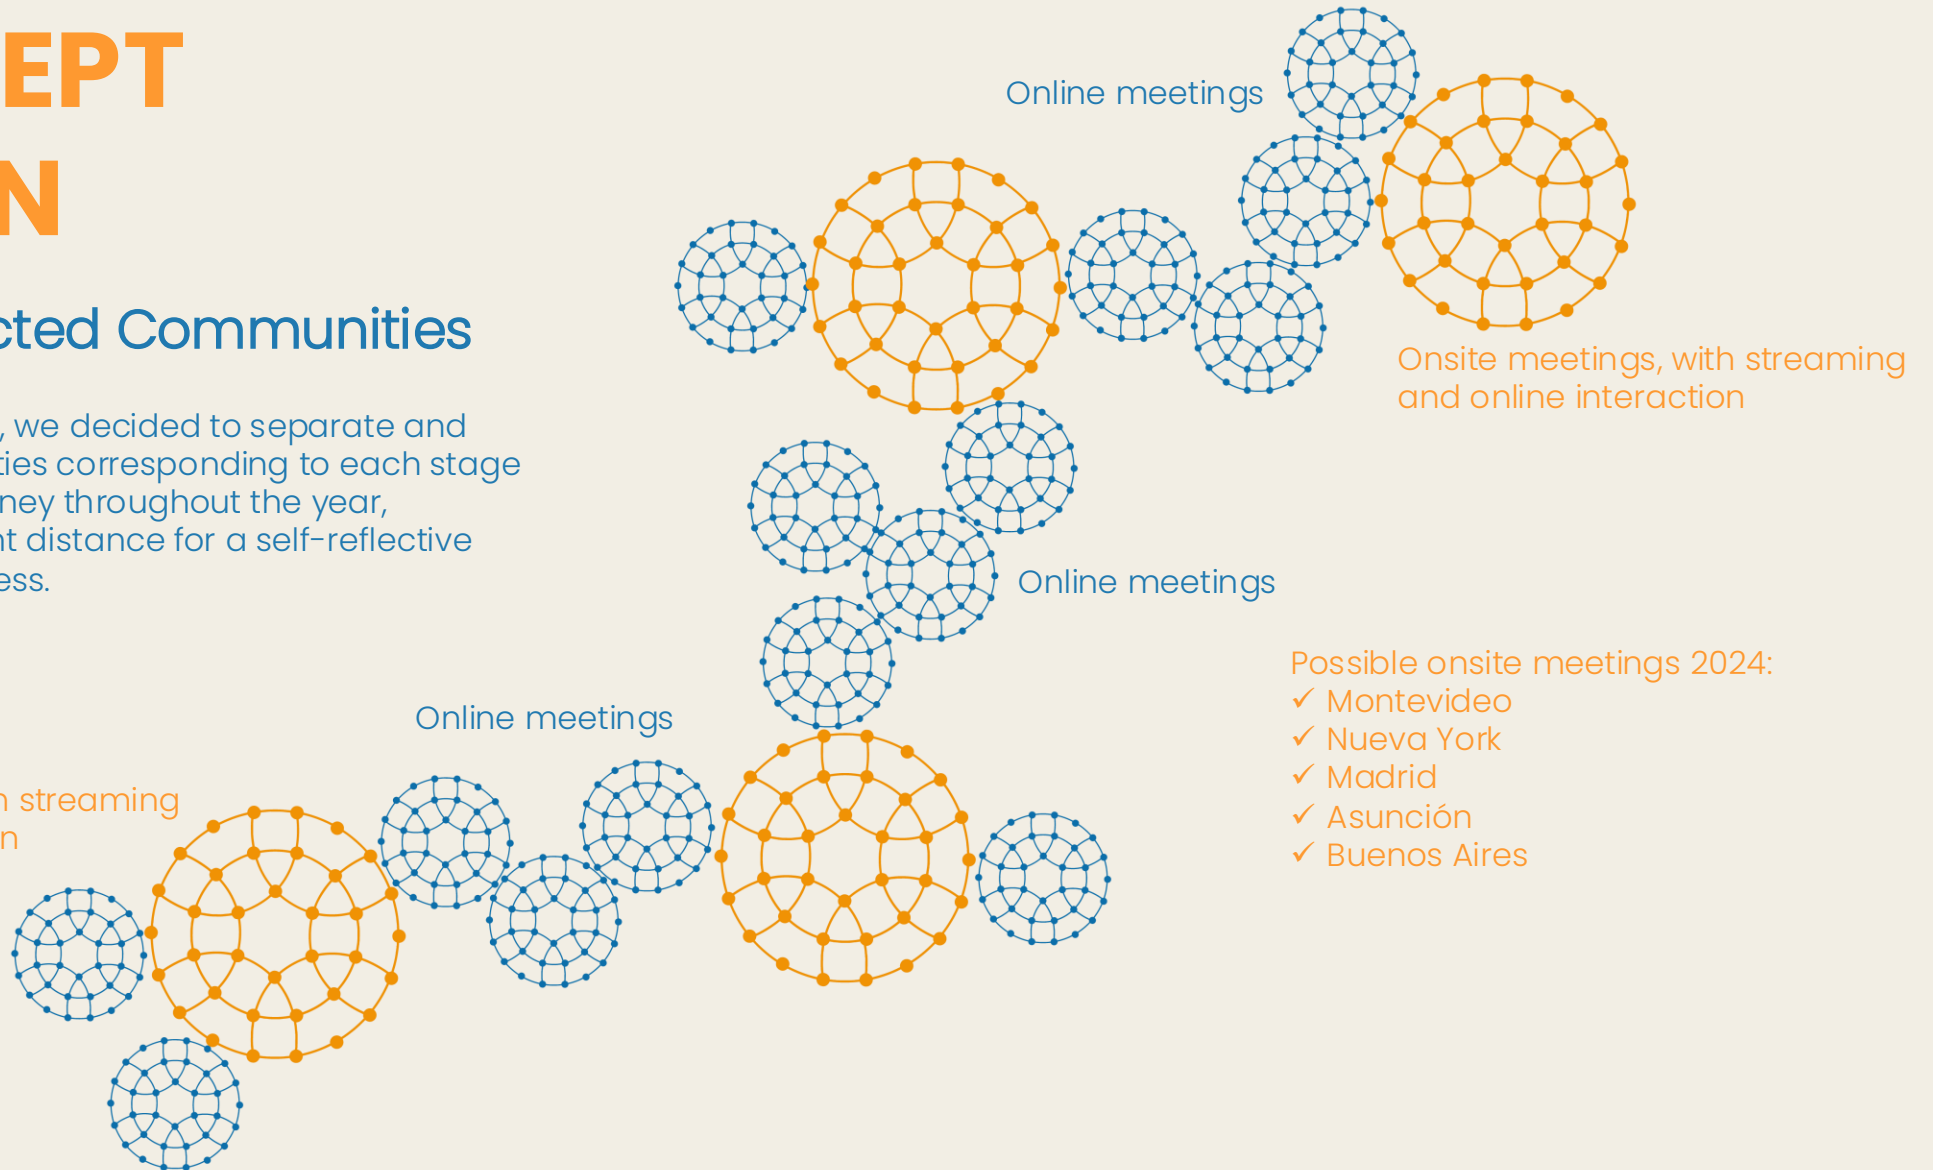 EPT
N
cted Communities
, we decided to separate and
ties corresponding to each stage
ney throughout the year,
nt distance for a self-reflective
ess.
Online meetings
Onsite meetings, with streaming
and online interaction
Online meetings
Possible onsite meetings 2024:
✓ Montevideo
✓ Nueva York
✓ Madrid
✓ Asunción
✓ Buenos Aires
Online meetings
n streaming
n